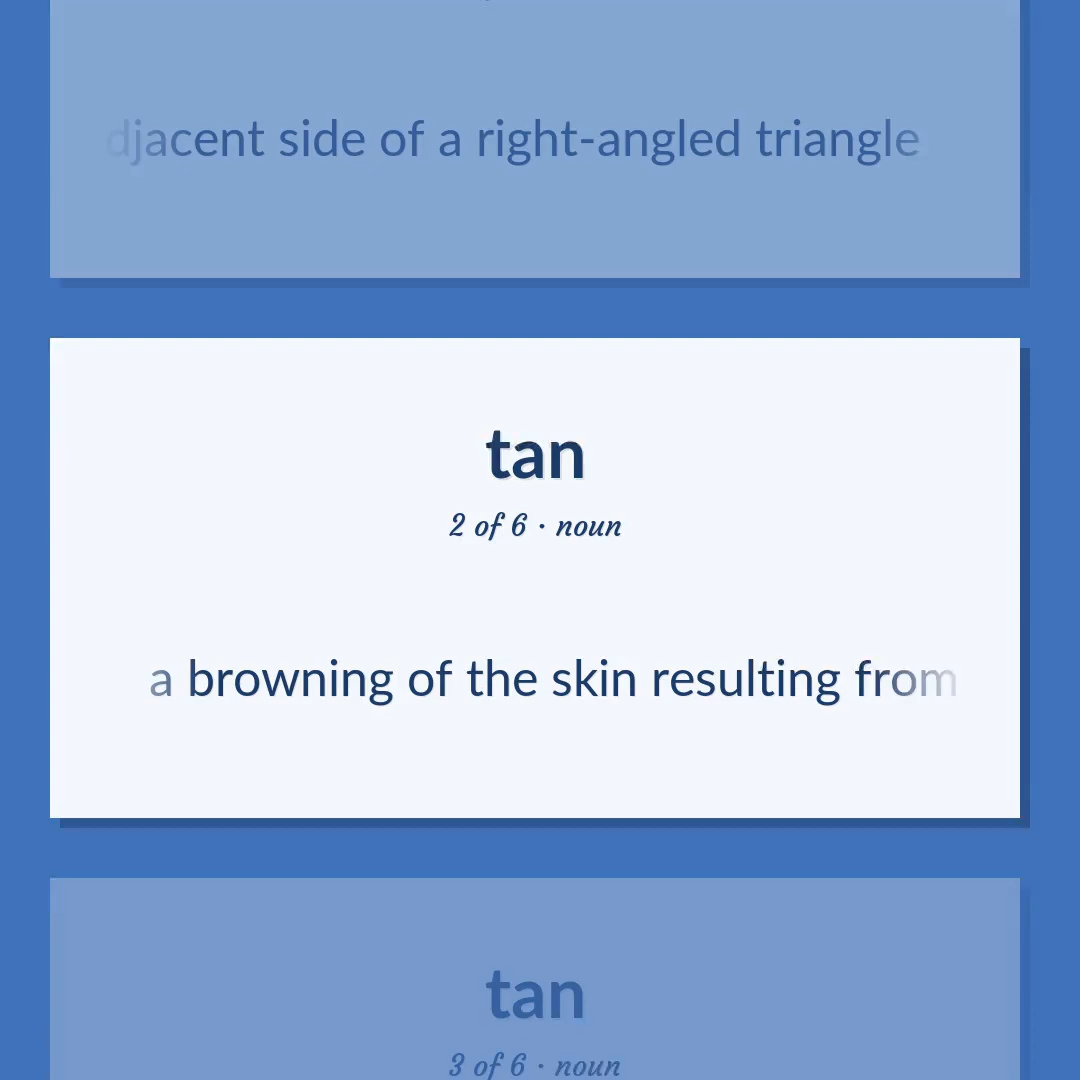 djacent side of a right-angled triangle
tan
2 of 6 · noun
a browning of the skin resulting from
tan
3 of 6 · noun